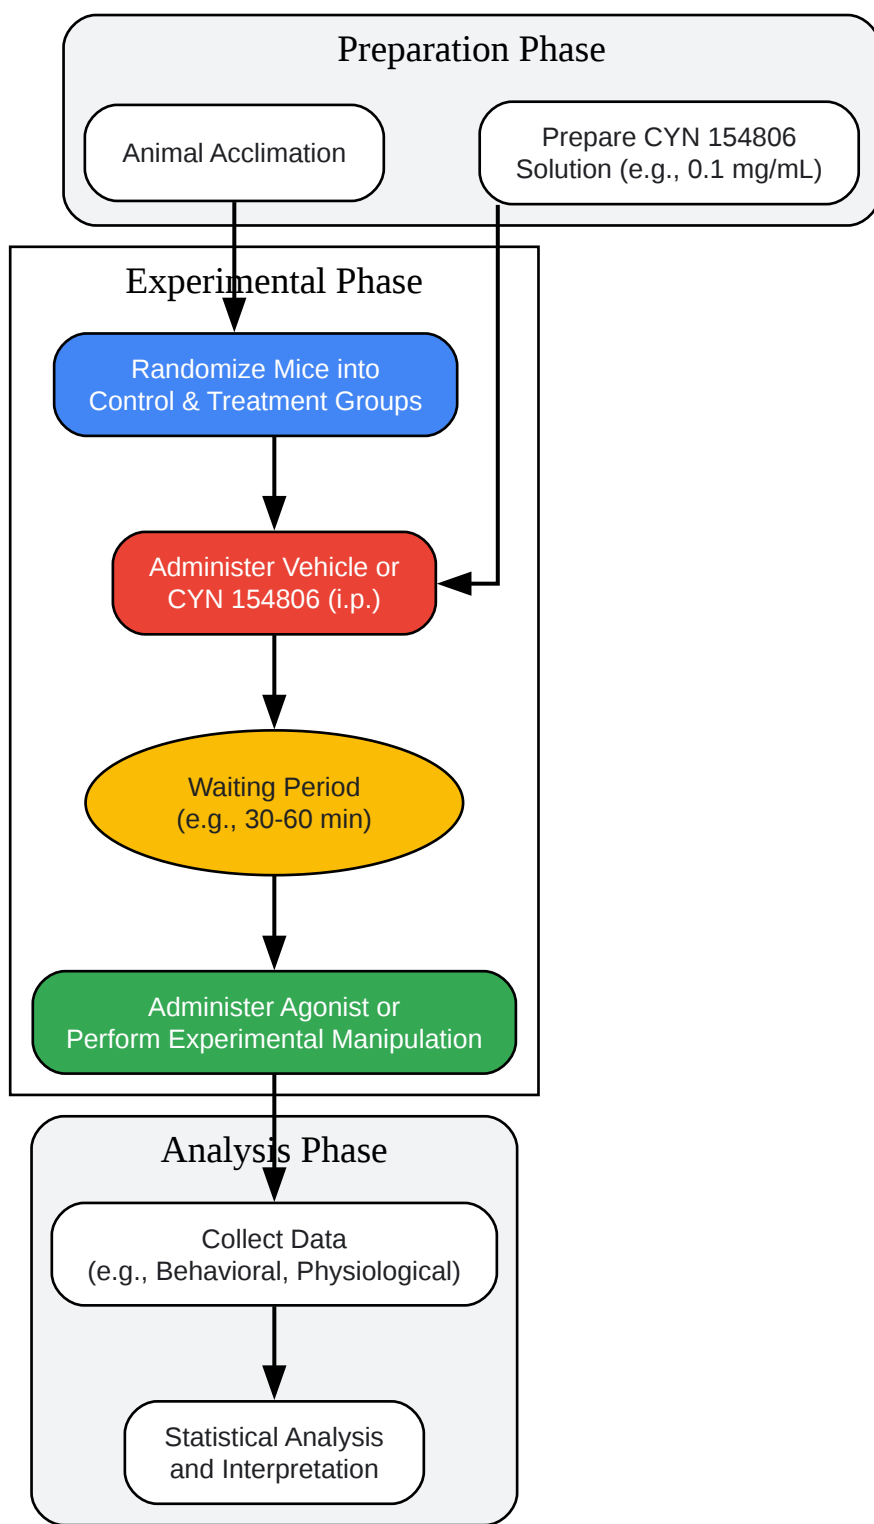 Preparation Phase
Animal Acclimation
Prepare CYN 154806
Solution (e.g., 0.1 mg/mL)
Experimental Phase
Randomize Mice into
Control & Treatment Groups
Administer Vehicle or
CYN 154806 (i.p.)
Waiting Period
(e.g., 30-60 min)
Administer Agonist or
Perform Experimental Manipulation
Analysis Phase
Collect Data
(e.g., Behavioral, Physiological)
Statistical Analysis
and Interpretation